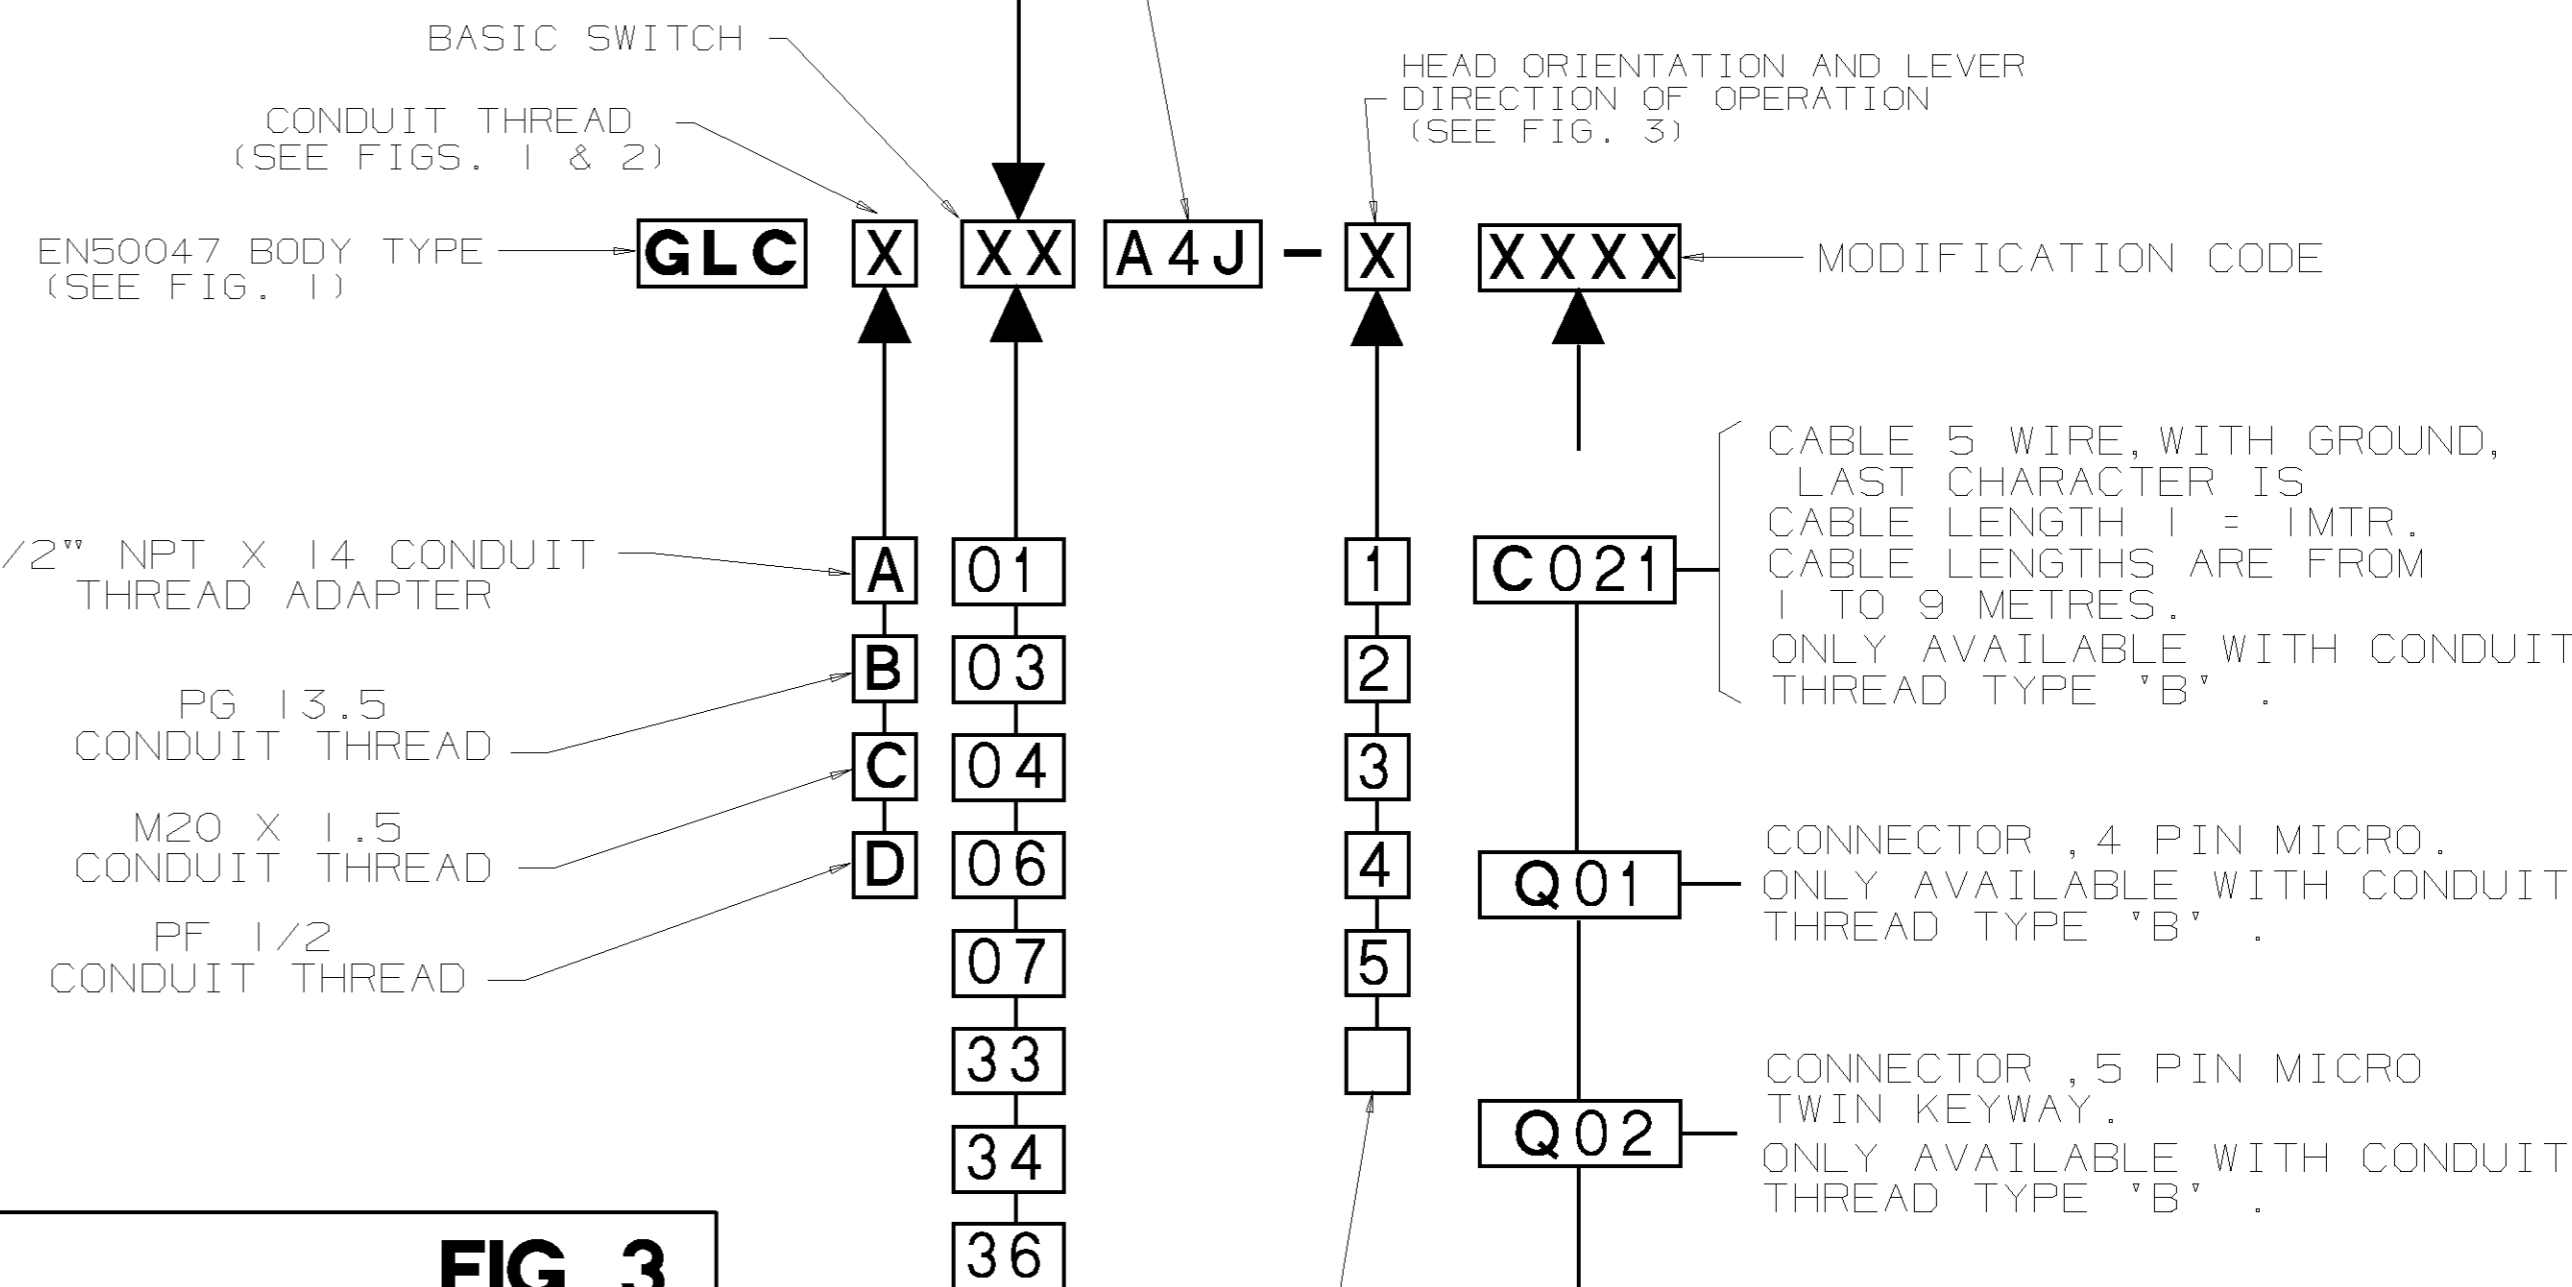 BASIC SWITCH
CONDUIT THREAD
(SEE FIGS. 1 & 2)
HEAD ORIENTATION AND LEVER
DIRECTION OF OPERATION
(SEE FIG. 3)
EN50047 BODY TYPE
(SEE FIG. 1)
GLC X XX A4J - X XXXX
MODIFICATION CODE
/2" NPT X 14 CONDUIT
THREAD ADAPTER
PG 13.5
CONDUIT THREAD
M20 X 1.5
CONDUIT THREAD
PF 1/2
CONDUIT THREAD
A
B
C
D
01
03
04
06
07
33
34
36
1
2
3
4
5
C021
CABLE 5 WIRE, WITH GROUND,
LAST CHARACTER IS
CABLE LENGTH 1 = 1MTR.
CABLE LENGTHS ARE FROM
1 TO 9 METRES.
ONLY AVAILABLE WITH CONDUIT
THREAD TYPE 'B' .
Q01
CONNECTOR ,4 PIN MICRO.
ONLY AVAILABLE WITH CONDUIT
THREAD TYPE 'B' .
Q02
CONNECTOR ,5 PIN MICRO
TWIN KEYWAY.
ONLY AVAILABLE WITH CONDUIT
THREAD TYPE 'B' .
FIG 3